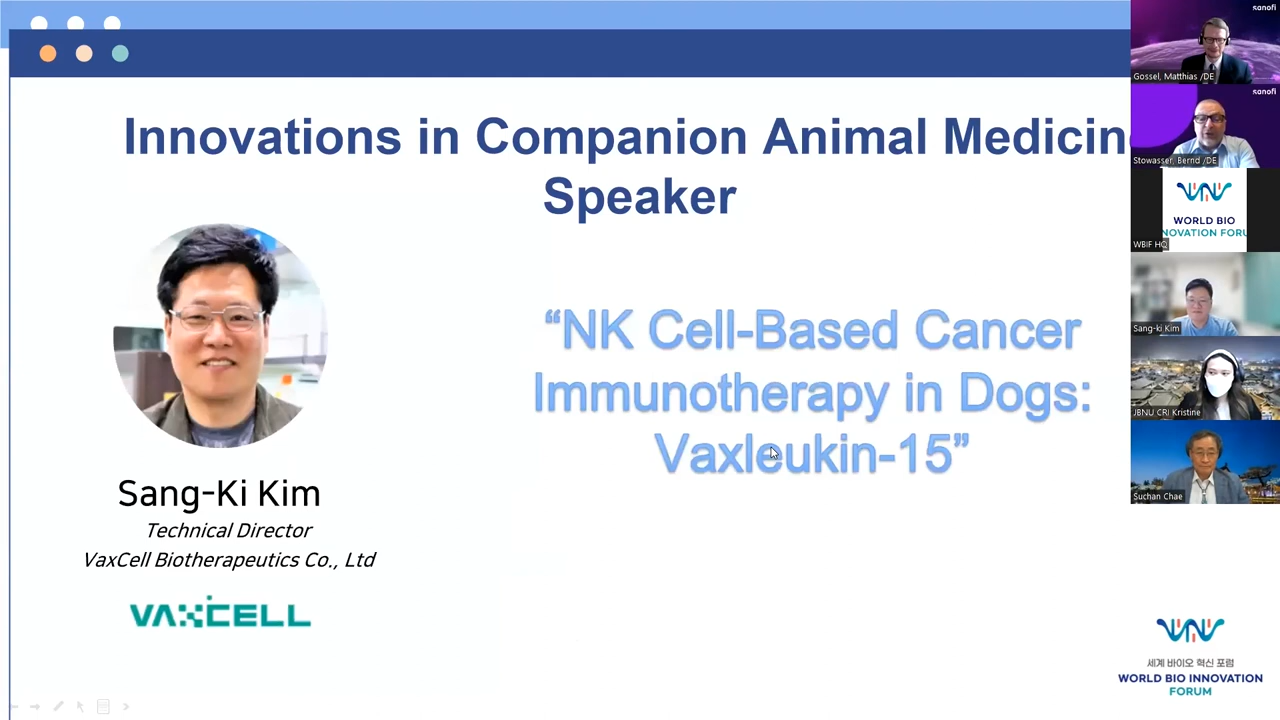 Innovations in Companion Animal Medicin
Speaker
“NK Cell-Based Cancer
Immunotherapy in Dogs:
Vaxleukin-15”
Sang-Ki Kim
Technical Director
VaxCell Biotherapeutics Co., Ltd
VAXCELL
sanofi
Gossel, Matthias /DE
sanofi
Stowasser, Bernd /DE
WORLD BIO
NOVATION FORU
WBIF HQ
Sang-ki Kim
JBNU CRI Kristine
Suchan Chae
세계 바이오 혁신 포럼
WORLD BIO INNOVATION
FORUM